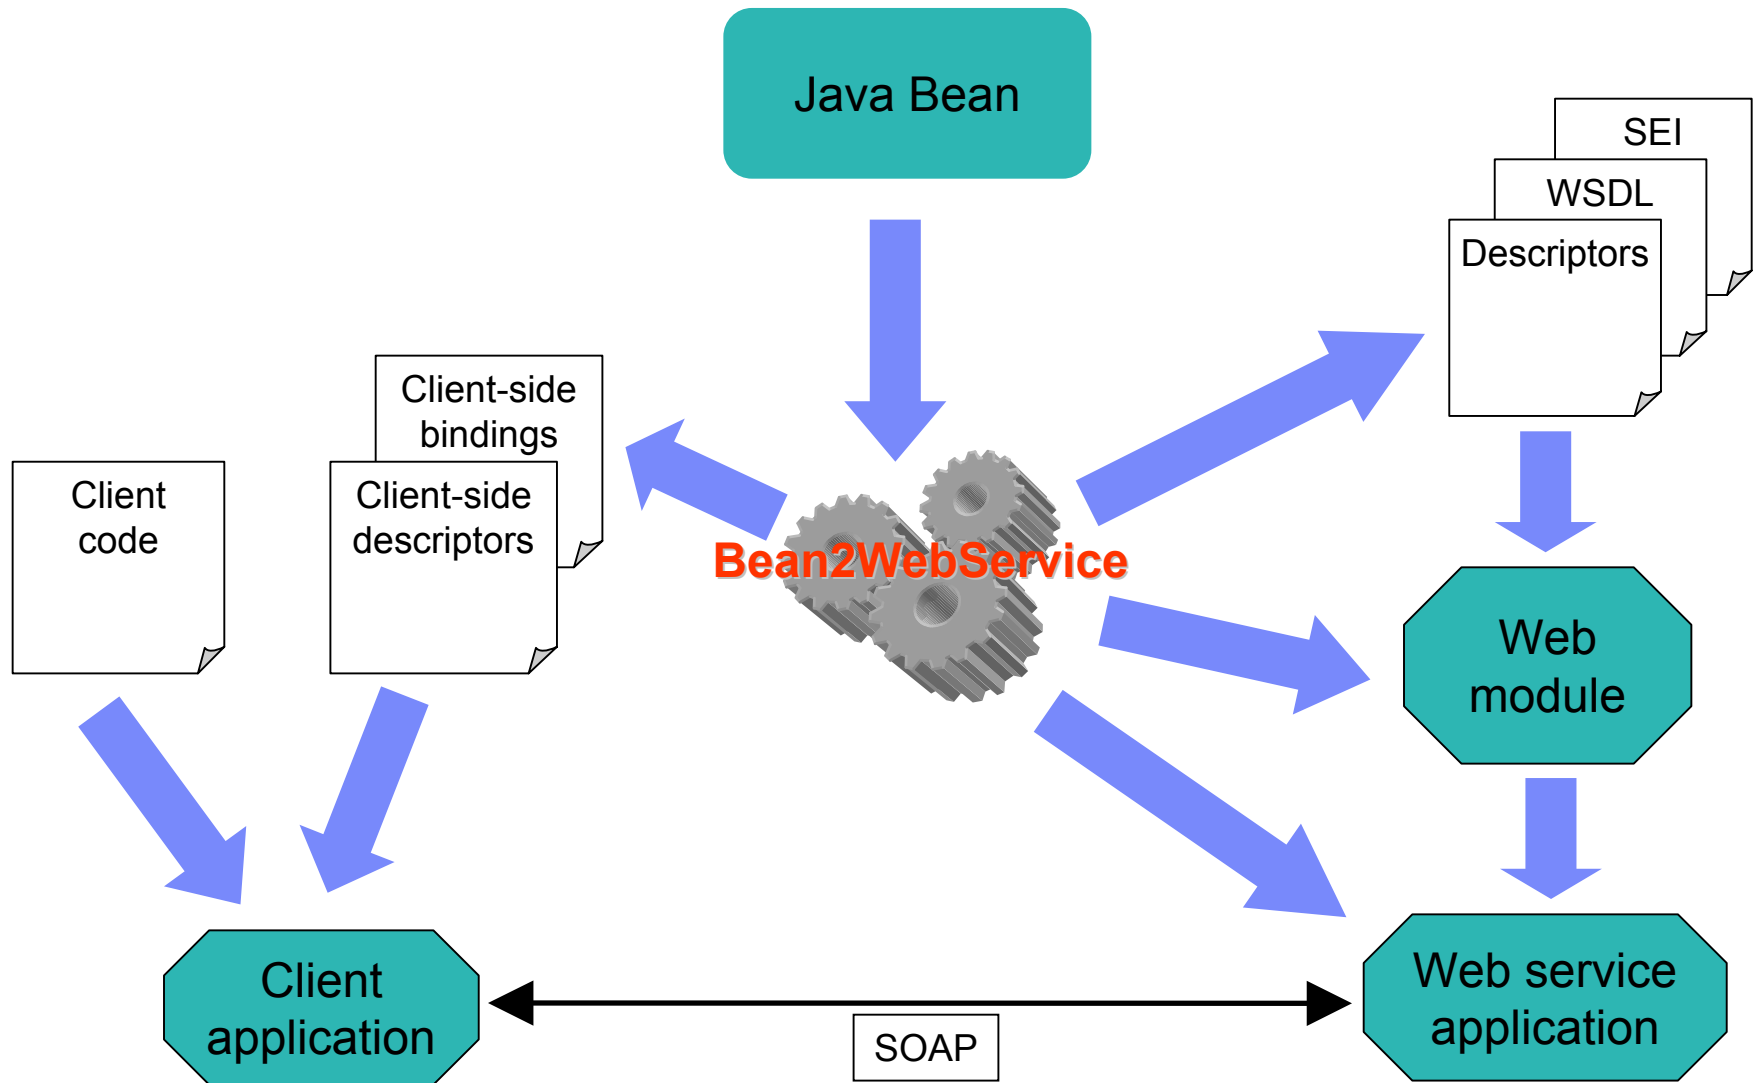 Java Bean
SEI
WSDL
Descriptors
Client-side
bindings
Client
code
Client-side
descriptors
Bean2WebService
Web
module
Client
application
SOAP
Web service
application